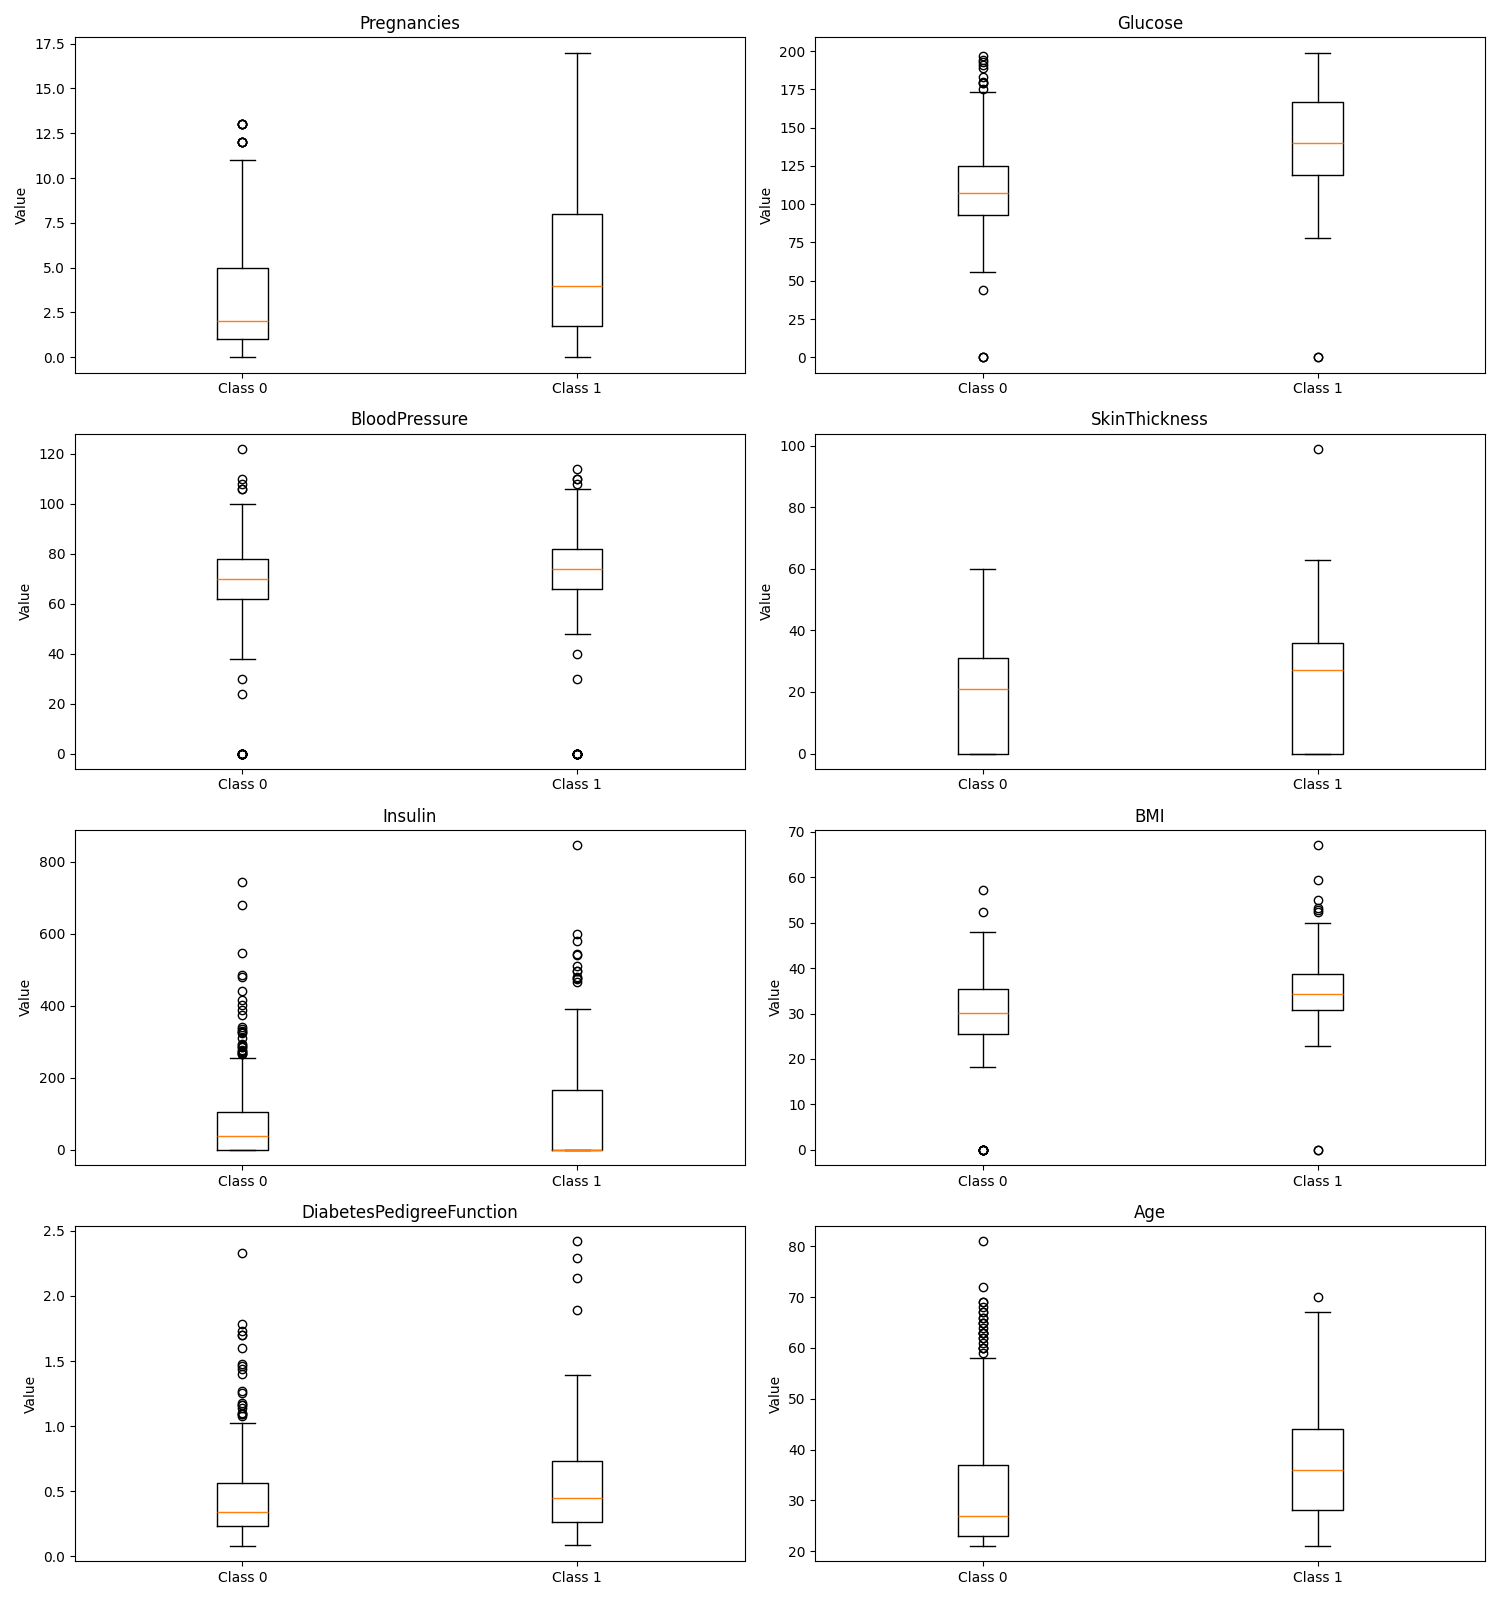 Pregnancies
17.5
15.0
12.5
10.0
7.5
5.0
2.5
0.0
Value
Class 0 Class 1
Glucose
200
175
150
125
100
75
50
25
0
Value
Class 0 Class 1
BloodPressure
120
100
80
60
40
20
0
Value
Class 0 Class 1
SkinThickness
100
80
60
40
20
0
Value
Class 0 Class 1
Insulin
800
600
400
200
0
Value
Class 0 Class 1
BMI
70
60
50
40
30
20
10
0
Value
Class 0 Class 1
DiabetesPedigreeFunction
2.5
2.0
1.5
1.0
0.5
0.0
Value
Class 0 Class 1
Age
80
70
60
50
40
30
20
Value
Class 0 Class 1